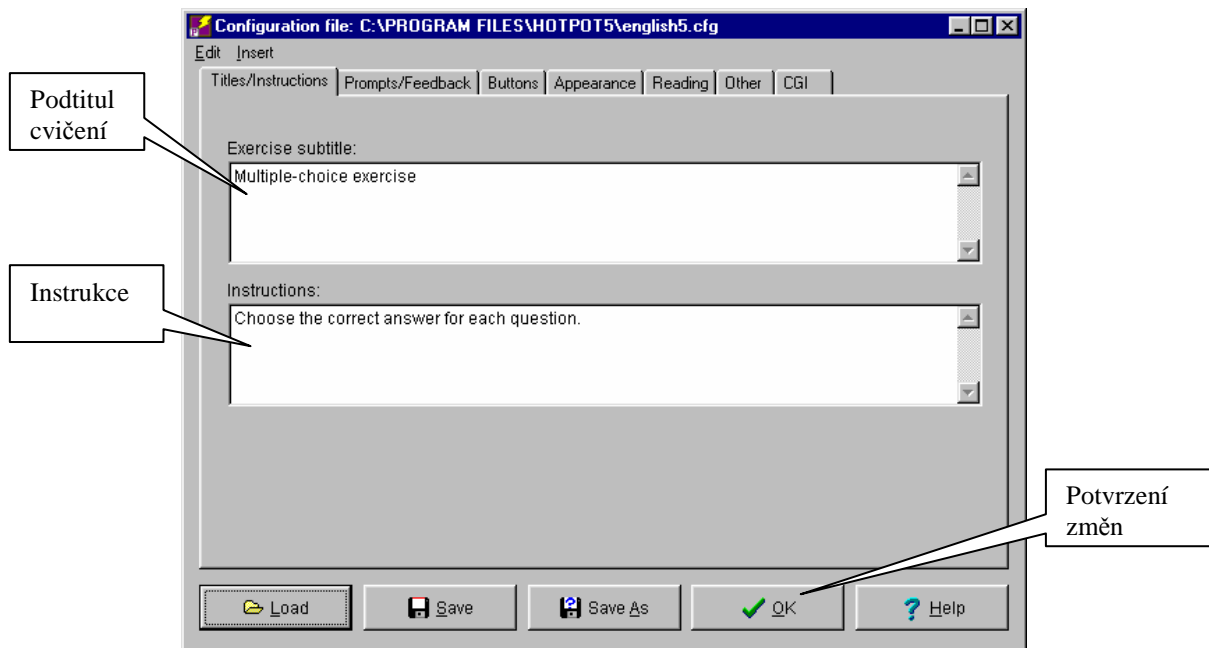 Configuration file: C:\PROGRAM FILES\HOTPOT5\english5.cfg
Edit Insert
Titles/Instructions Prompts/Feedback Buttons Appearance Reading Other CGI
Podtitul
cvičení
Exercise subtitle:
Multiple-choice exercise
Instrukce
Instructions:
Choose the correct answer for each question.
Potvrzení
změn
Load Save Save As OK Help